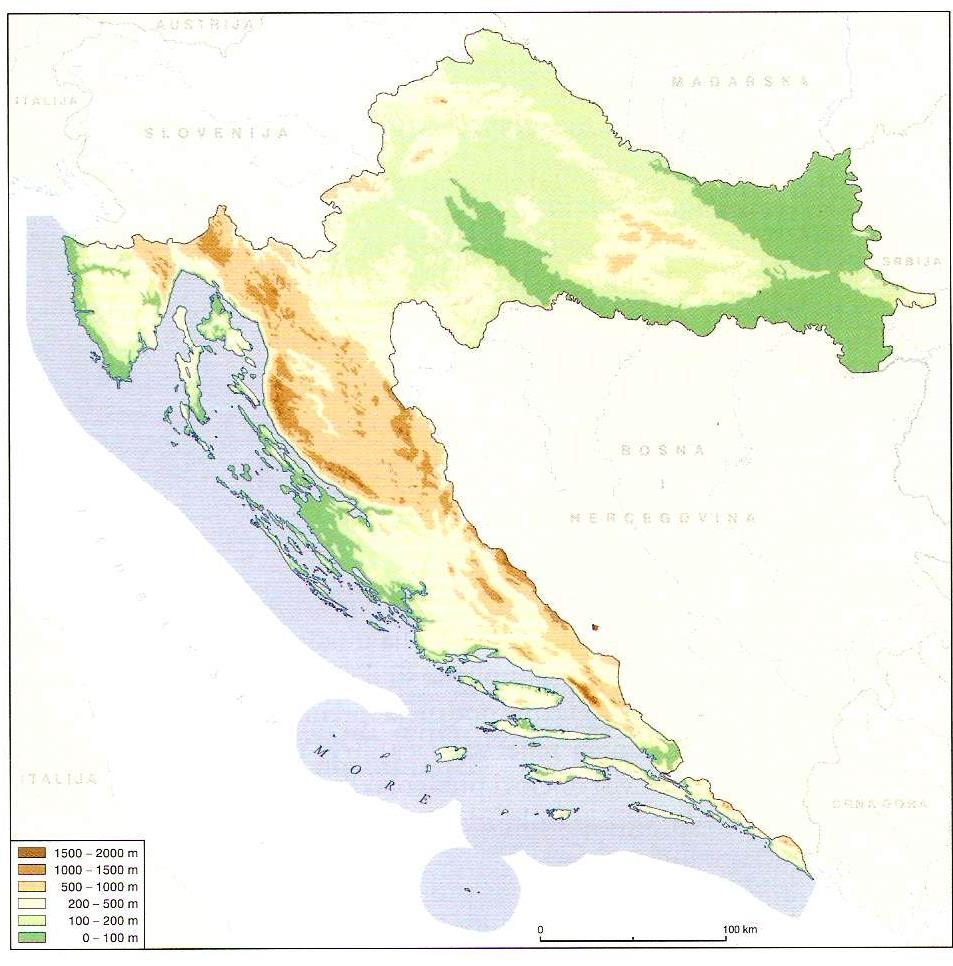 AUSTRIJA
MAĐARSKA
ITALIJA
SLOVENIJA
SRBIJA
BOSNA
I
HERCEGOVINA
MORE
ITALIJA
CRNA GORA
1500 – 2000 m
1000 – 1500 m
500 – 1000 m
200 – 500 m
100 – 200 m
0 – 100 m
0
100 km